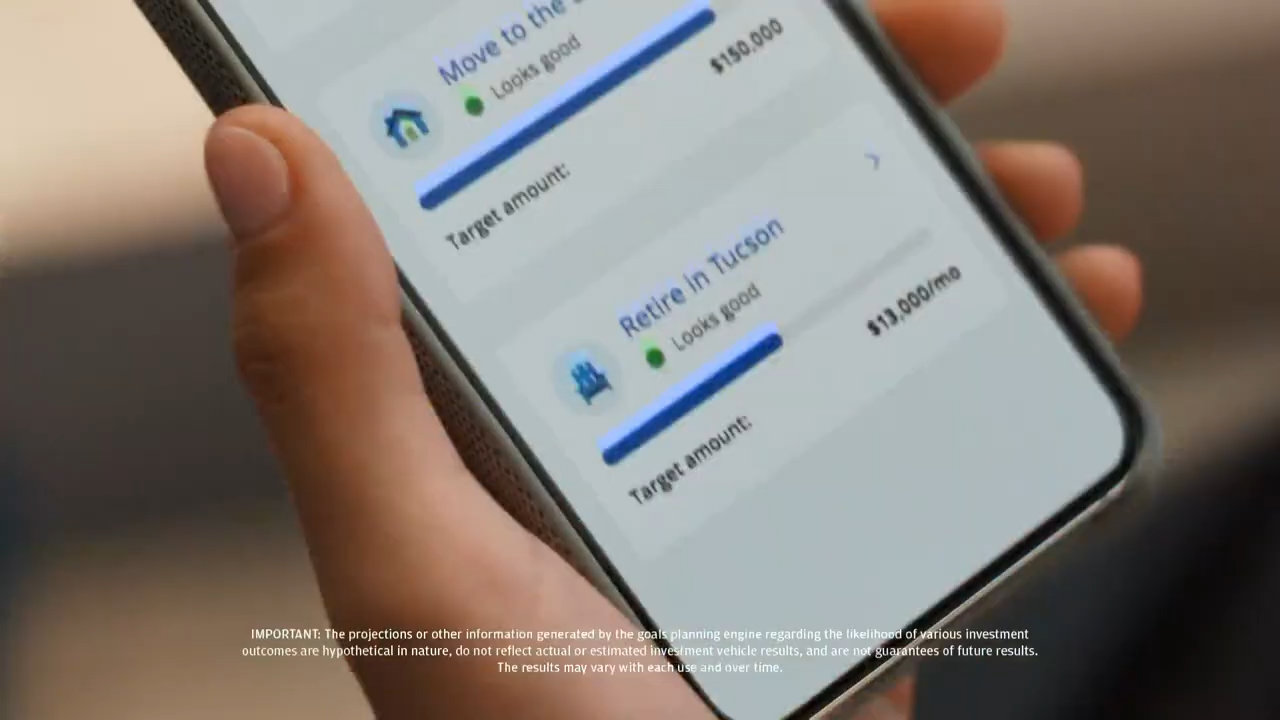 Move to the
Looks good
$150,000
Target amount:
Retire in Tucson
Looks good
$13,000/mo
Target amount:
IMPORTANT: The projections or other information generated by the goals planning engine regarding the likelihood of various investment
outcomes are hypothetical in nature, do not reflect actual or estimated investment vehicle results, and are not guarantees of future results.
The results may vary with each use and over time.